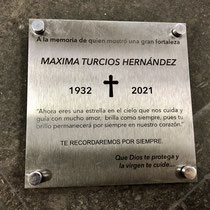 A la memoria de quien mostró una gran fortaleza
MAXIMA TURCIOS HERNÁNDEZ
1932 2021
"Ahora eres una estrella en el cielo que nos cuida y
guía con mucho amor, brilla como siempre, pues tu
brillo permanecerá por siempre en nuestro corazón."
TE RECORDAREMOS POR SIEMPRE.
Que Dios te proteja y
la virgen te cuide...